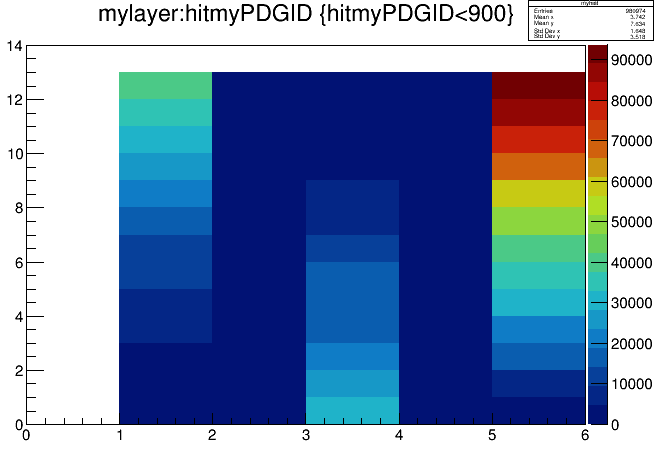 mylayer:hitmyPDGID {hitmyPDGID<900}
Entries 980974
Mean x 3.742
Mean y 7.634
Std Dev x 1.648
Std Dev y 3.518
14
12
10
8
6
4
2
0
0 1 2 3 4 5 6
90000
80000
70000
60000
50000
40000
30000
20000
10000
0